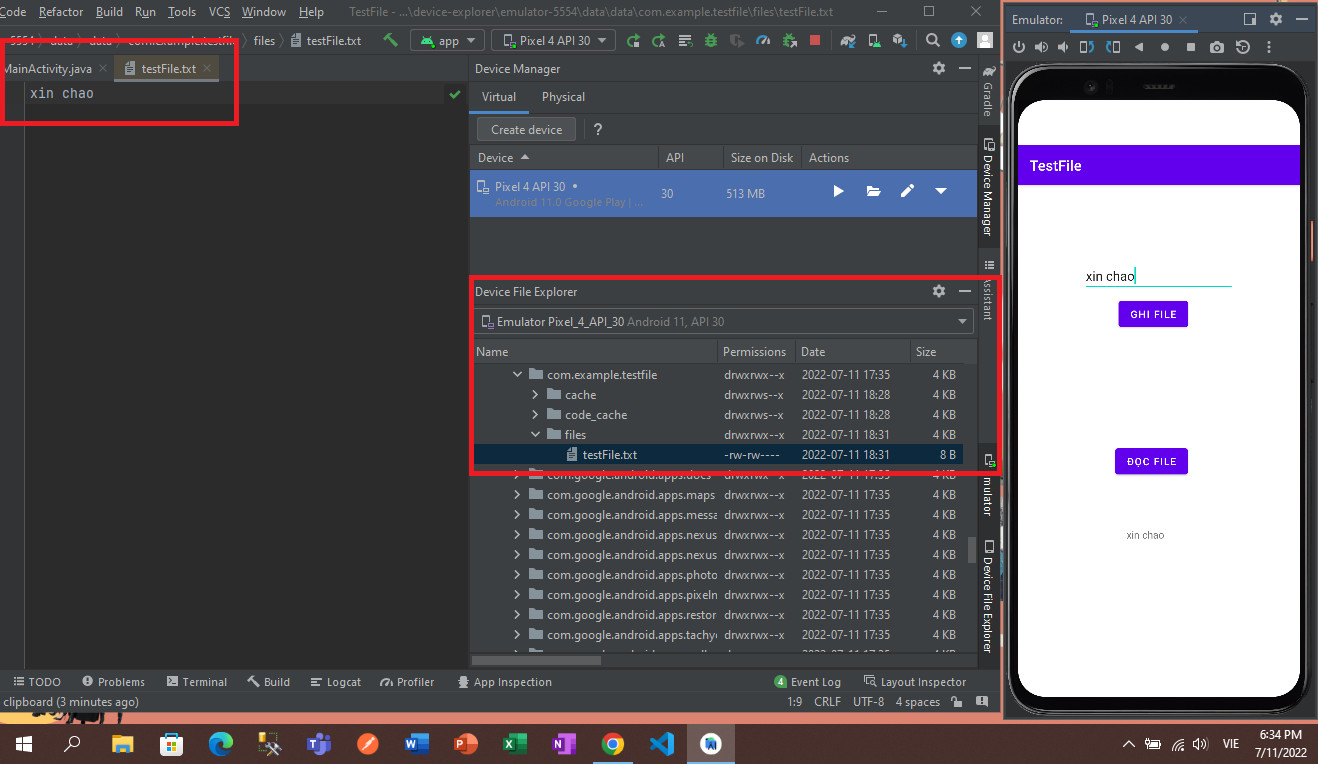 Code Refactor Build Run Tools VCS Window Help TestFile - ...\device-explorer\emulator-5554\data\data\com.example.testfile\files\testFile.txt
5554 data data com.example.testfile files testFile.txt app Pixel 4 API 30
MainActivity.java testFile.txt
xin chao
Device Manager
Virtual Physical
Create device ?
Device API Size on Disk Actions
Pixel 4 API 30 30 513 MB
Android 11.0 Google Play | ...
Device File Explorer
Emulator Pixel_4_API_30 Android 11, API 30
Name Permissions Date Size
com.example.testfile drwxrwx--x 2022-07-11 17:35 4 KB
cache drwxrws--x 2022-07-11 18:28 4 KB
code_cache drwxrws--x 2022-07-11 18:28 4 KB
files drwxrwx--x 2022-07-11 18:31 4 KB
testFile.txt -rw-rw---- 2022-07-11 18:31 8 B
com.google.android.apps.docs drwxrwx--x 2022-07-11 17:35 4 KB
com.google.android.apps.maps drwxrwx--x 2022-07-11 17:35 4 KB
com.google.android.apps.messa drwxrwx--x 2022-07-11 17:35 4 KB
com.google.android.apps.nexus drwxrwx--x 2022-07-11 17:35 4 KB
com.google.android.apps.nexus drwxrwx--x 2022-07-11 17:35 4 KB
com.google.android.apps.photo drwxrwx--x 2022-07-11 17:35 4 KB
com.google.android.apps.pixeln drwxrwx--x 2022-07-11 17:35 4 KB
com.google.android.apps.restor drwxrwx--x 2022-07-11 17:35 4 KB
com.google.android.apps.tachyo drwxrwx--x 2022-07-11 17:35 4 KB
Gradle
Device Manager
Assistant
Emulator
Device File Explorer
Emulator: Pixel 4 API 30
TestFile
xin chao
GHI FILE
ĐỌC FILE
xin chao
TODO Problems Terminal Build Logcat Profiler App Inspection 4 Event Log Layout Inspector
clipboard (3 minutes ago) 1:9 CRLF UTF-8 4 spaces
VIE 6:34 PM
7/11/2022